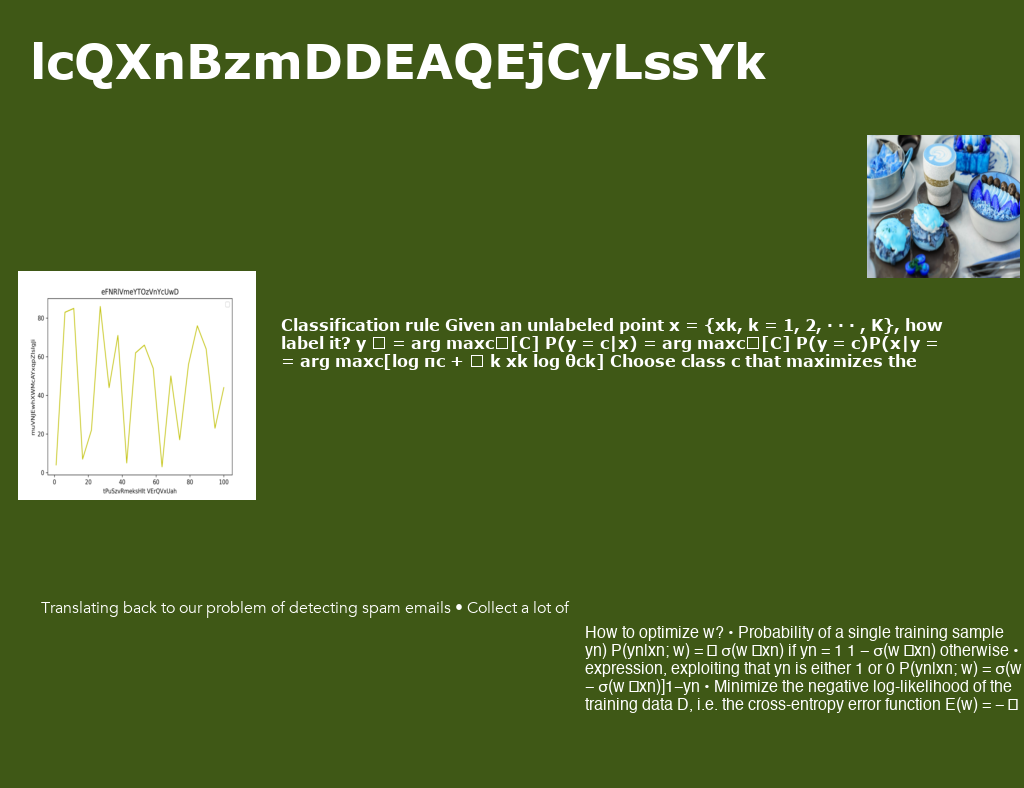 lcQXnBzmDDEAQEjCyLssYk
eFNRIVmeYTOzVnYcUwD
80
60
40
20
0
0 20 40 60 80 100
Classification rule Given an unlabeled point x = {xk, k = 1, 2, · · · , K}, how
label it? y □ = arg maxc□[C] P(y = c|x) = arg maxc□[C] P(y = c)P(x|y =
= arg maxc[log πc + □ k xk log θck] Choose class c that maximizes the
Translating back to our problem of detecting spam emails • Collect a lot of
How to optimize w? • Probability of a single training sample
yn) P(yn|xn; w) = □ σ(w □xn) if yn = 1 1 − σ(w □xn) otherwise •
expression, exploiting that yn is either 1 or 0 P(yn|xn; w) = σ(w
− σ(w □xn)]1−yn • Minimize the negative log-likelihood of the
training data D, i.e. the cross-entropy error function E(w) = − □